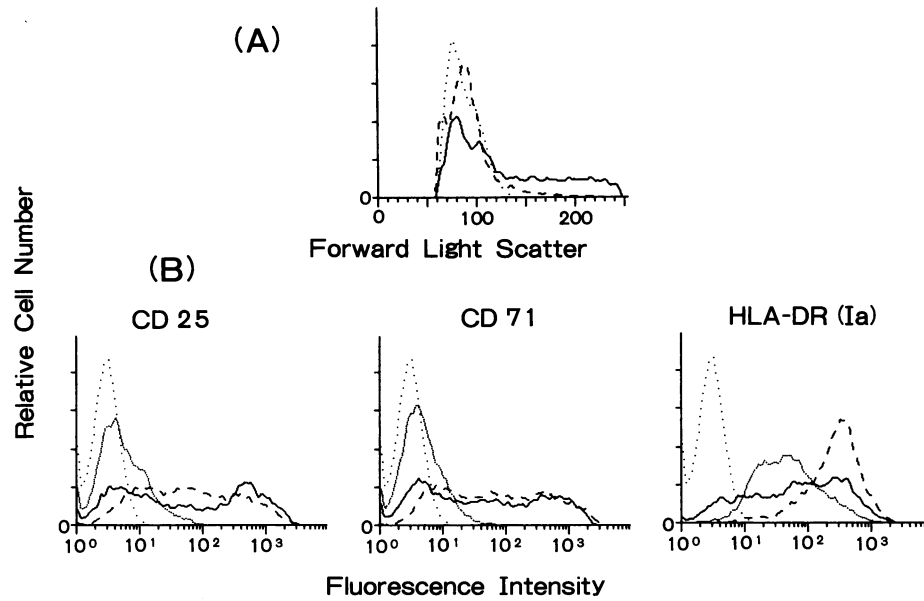 (A)
0
0 100 200
Forward Light Scatter
Relative Cell Number
(B)
CD 25 CD 71 HLA-DR (Ia)
0 0 0
10⁰ 10¹ 10² 10³ 10⁰ 10¹ 10² 10³ 10⁰ 10¹ 10² 10³
Fluorescence Intensity